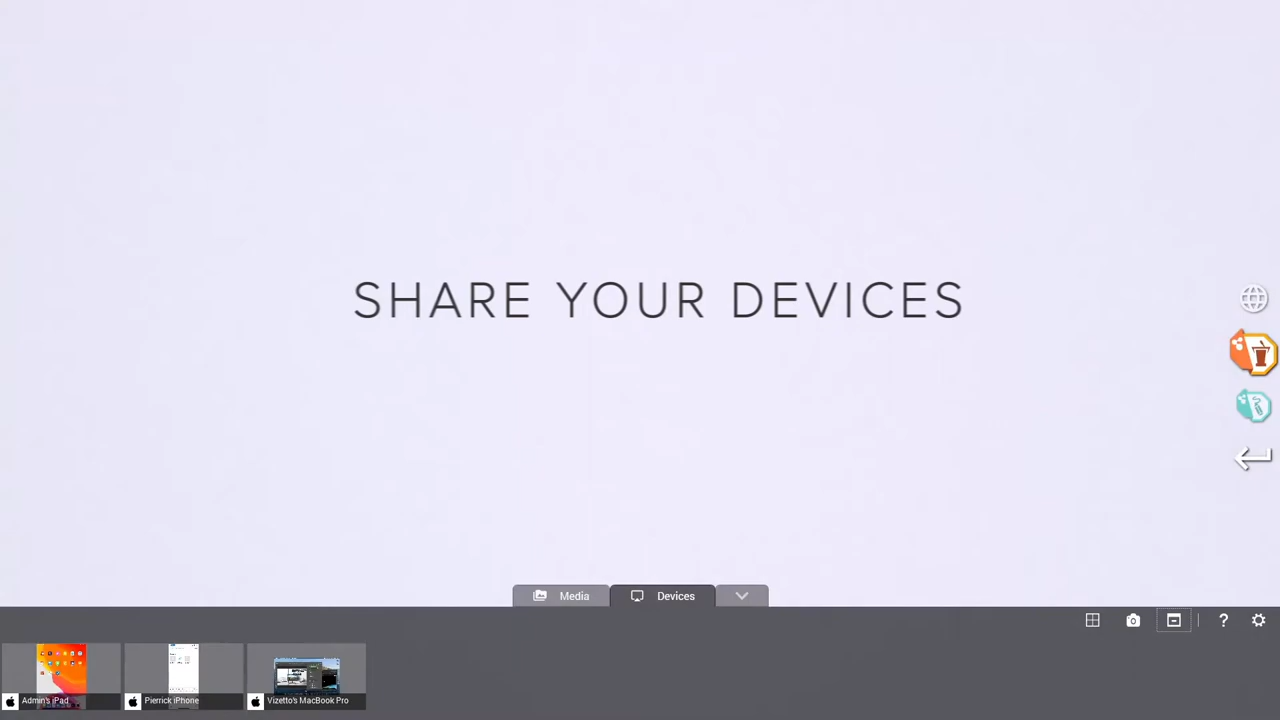 SHARE YOUR DEVICES
Media
Devices
Admin's iPad
Pierrick iPhone
Vizetto's MacBook Pro